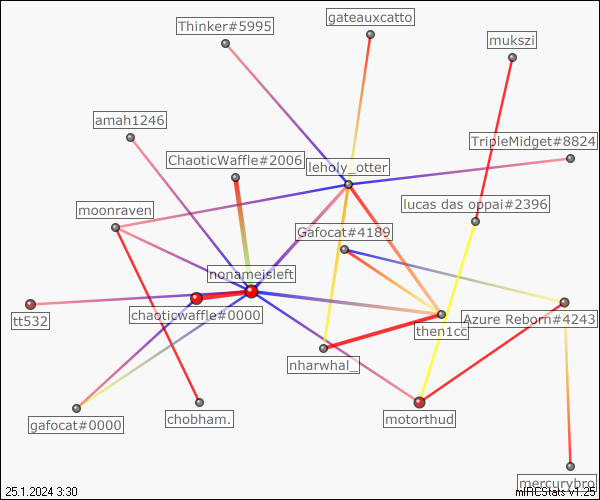 gateauxcatto
Thinker#5995
mukszi
amah1246
TripleMidget#8824
ChaoticWaffle#2006
leholy_otter
lucas das oppai#2396
moonraven
Gafocat#4189
nonameisleft
chaoticwaffle#0000
tt532
Azure Reborn#4243
then1cc
nharwhal_
gafocat#0000
chobham.
motorthud
mercurybro
25.1.2024 3:30
mIRCStats v1.25